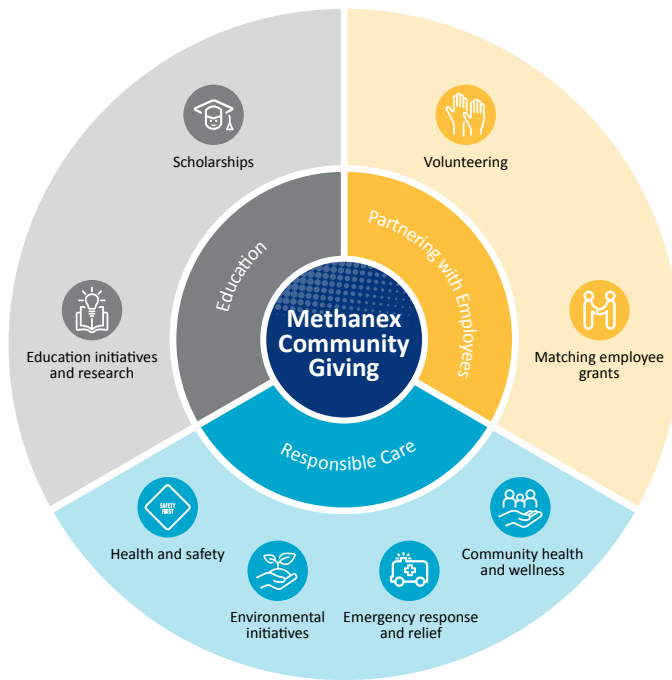 Scholarships
Volunteering
Education
Partnering with Employees
Methanex
Community
Giving
Education initiatives
and research
Matching employee
grants
Responsible Care
SAFETY
FIRST
Health and safety
Community health
and wellness
Environmental
initiatives
Emergency response
and relief